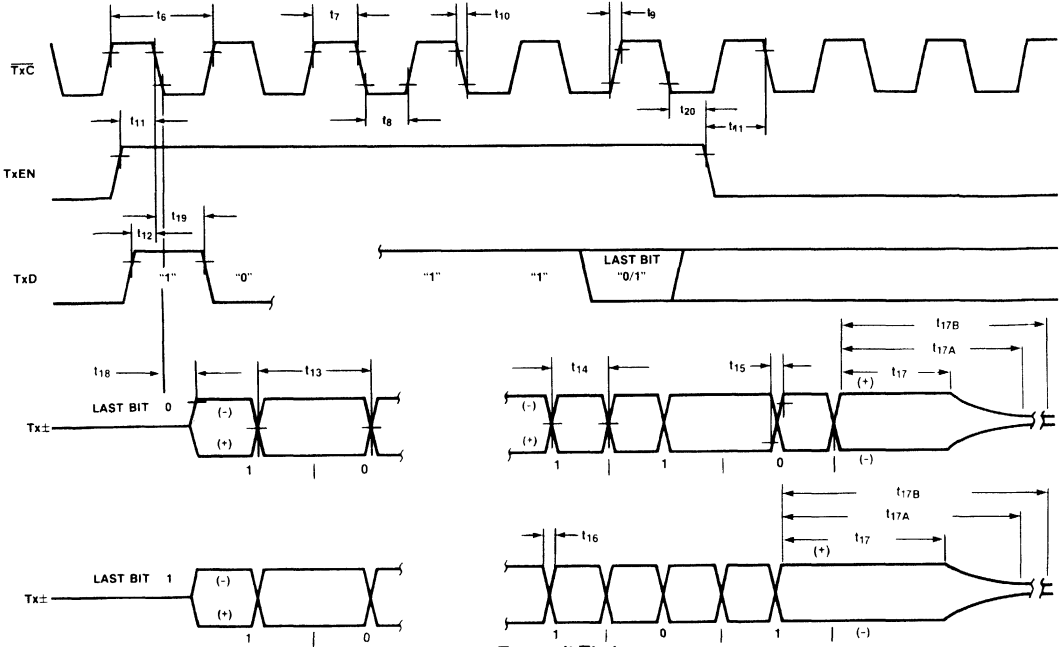 t6
t7
t10
t9
TxC
t11
t8
t20
t11
TxEN
t19
t12
TxD
"1"
"0"
"1"
"1"
LAST BIT
"0/1"
t17B
t17A
t18
t13
t14
t15
t17
LAST BIT 0
(-)
(-)
(+)
Tx±
(+)
(+)
1 | 0
1 | 1 | 0 |
(-)
t17B
t17A
t16
t17
(+)
LAST BIT 1
(-)
Tx±
(+)
1 | 0
1 | 0 | 1 |
(-)